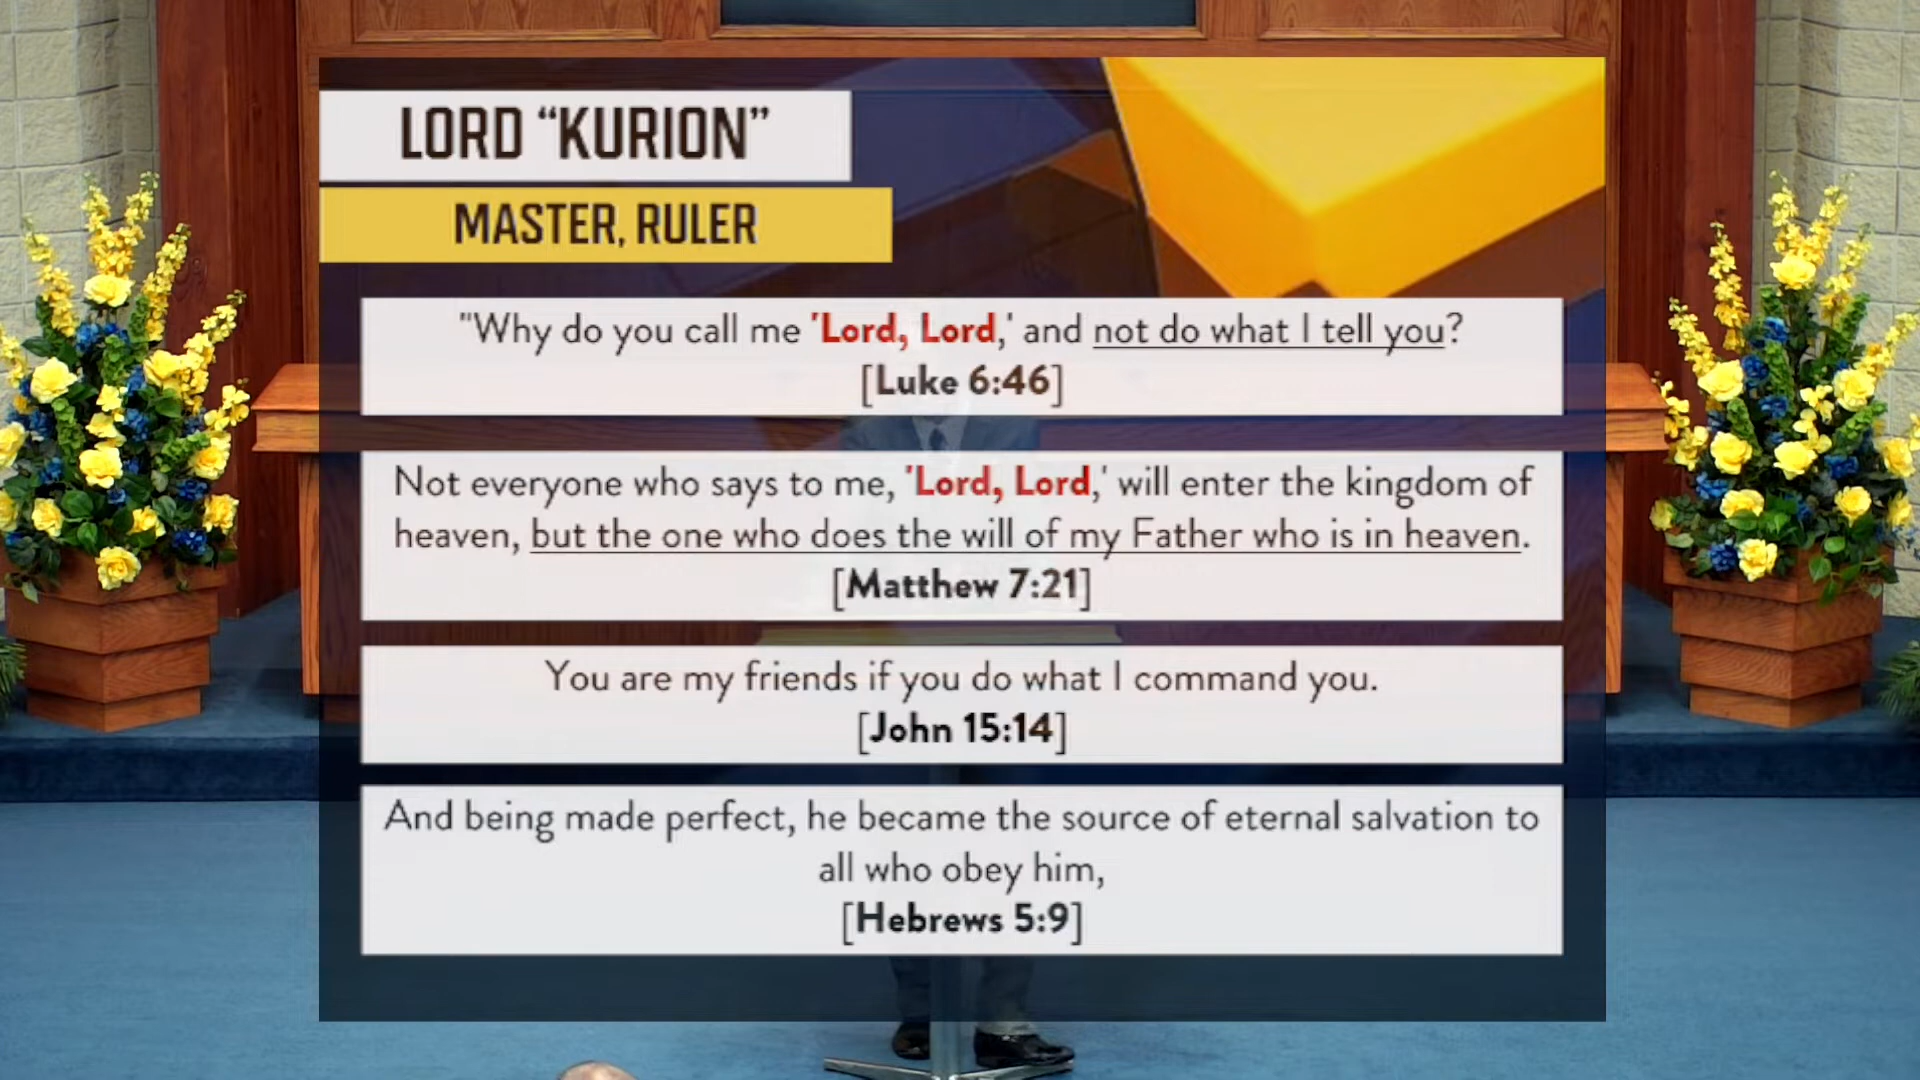 LORD “KURION”
MASTER, RULER
"Why do you call me 'Lord, Lord,' and not do what I tell you?
[Luke 6:46]
Not everyone who says to me, 'Lord, Lord,' will enter the kingdom of
heaven, but the one who does the will of my Father who is in heaven.
[Matthew 7:21]
You are my friends if you do what I command you.
[John 15:14]
And being made perfect, he became the source of eternal salvation to
all who obey him,
[Hebrews 5:9]